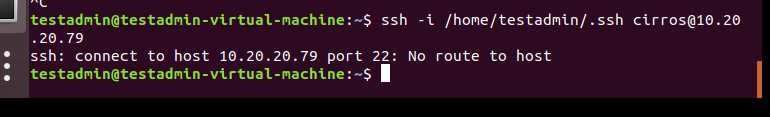 ^C
testadmin@testadmin-virtual-machine:~$ ssh -i /home/testadmin/.ssh cirros@10.20
.20.79
ssh: connect to host 10.20.20.79 port 22: No route to host
testadmin@testadmin-virtual-machine:~$